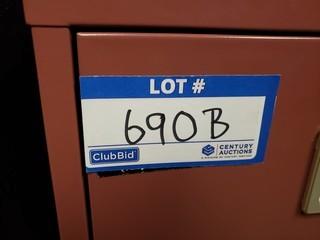 LOT #
690B
ClubBid
CENTURY
AUCTIONS